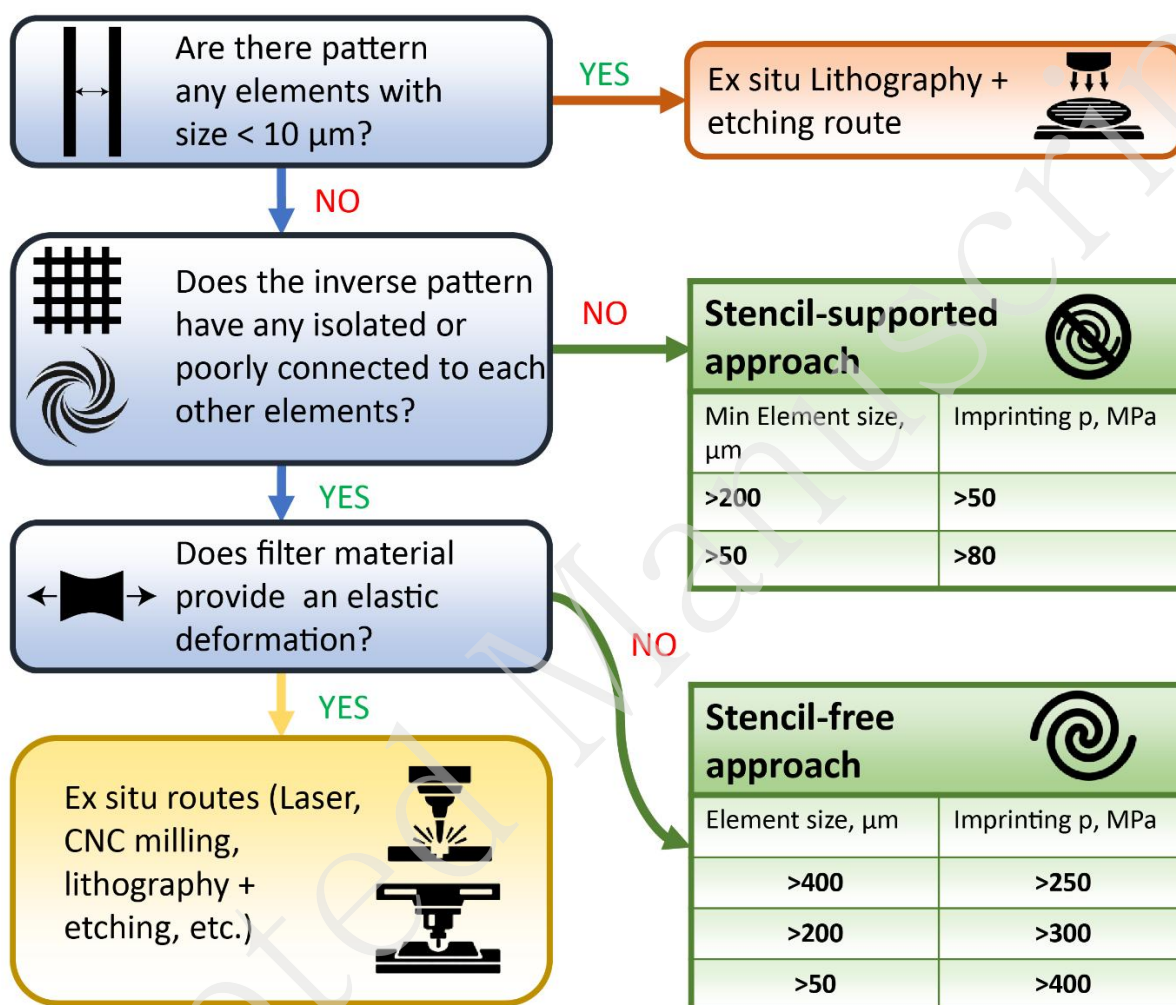 Are there pattern
any elements with
size < 10 µm?
YES
Ex situ Lithography +
etching route
NO
Does the inverse pattern
have any isolated or
poorly connected to each
other elements?
NO
Stencil-supported
approach
Min Element size,
µm
Imprinting p, MPa
>200
>50
>50
>80
YES
Does filter material
provide an elastic
deformation?
NO
YES
Ex situ routes (Laser,
CNC milling,
lithography +
etching, etc.)
Stencil-free
approach
Element size, µm
Imprinting p, MPa
>400
>250
>200
>300
>50
>400